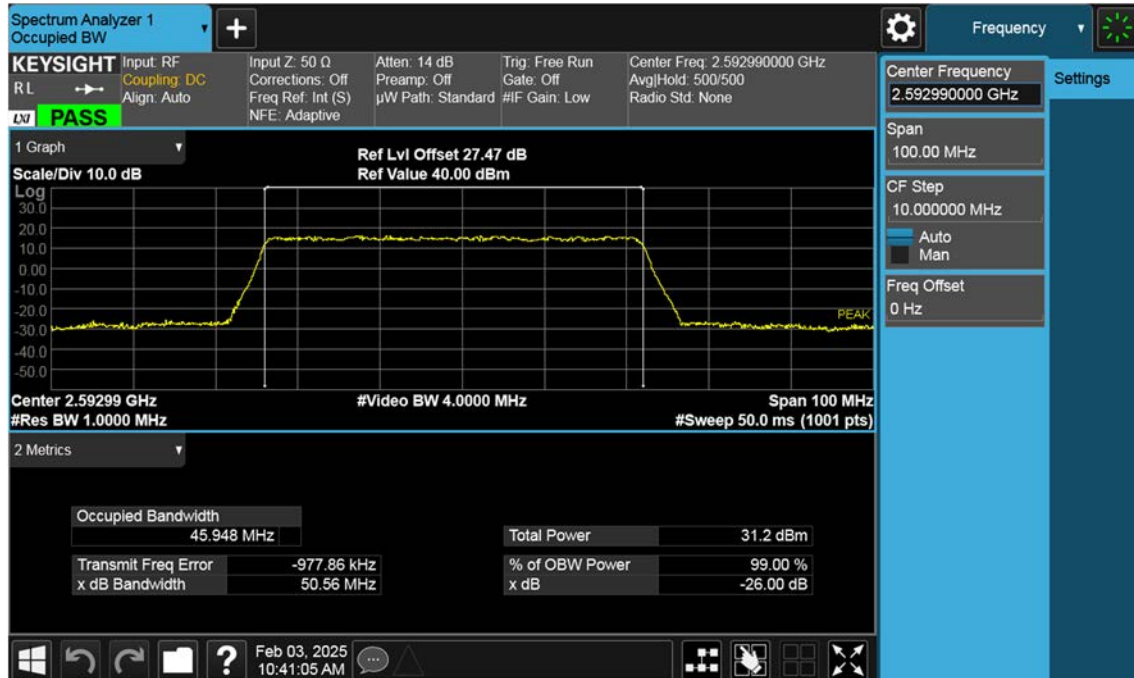 Spectrum Analyzer 1
Occupied BW
Frequency
KEYSIGHT
R L
LXI PASS
Input: RF
Coupling: DC
Align: Auto
Input Z: 50 Ω
Corrections: Off
Freq Ref: Int (S)
NFE: Adaptive
Atten: 14 dB
Preamp: Off
µW Path: Standard
Trig: Free Run
Gate: Off
#IF Gain: Low
Center Freq: 2.592990000 GHz
Avg|Hold: 500/500
Radio Std: None
Center Frequency
2.592990000 GHz
Settings
Span
100.00 MHz
CF Step
10.000000 MHz
Auto
Man
Freq Offset
0 Hz
1 Graph
Scale/Div 10.0 dB
Ref Lvl Offset 27.47 dB
Ref Value 40.00 dBm
Log
30.0
20.0
10.0
0.00
-10.0
-20.0
-30.0
-40.0
-50.0
PEAK
Center 2.59299 GHz
#Video BW 4.0000 MHz
Span 100 MHz
#Res BW 1.0000 MHz
#Sweep 50.0 ms (1001 pts)
2 Metrics
Occupied Bandwidth
45.948 MHz
Total Power 31.2 dBm
Transmit Freq Error -977.86 kHz
% of OBW Power 99.00 %
x dB Bandwidth 50.56 MHz
x dB -26.00 dB
?
Feb 03, 2025
10:41:05 AM